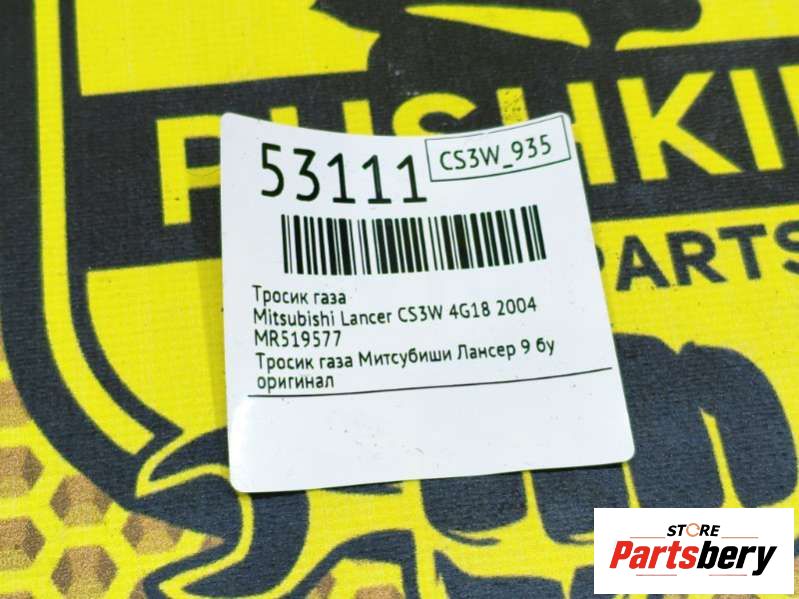 PUSHKI
PARTS
53111
CS3W_935
Тросик газа
Mitsubishi Lancer CS3W 4G18 2004
MR519577
Тросик газа Митсубиши Лансер 9 бу
оригинал
STORE
Partsbery